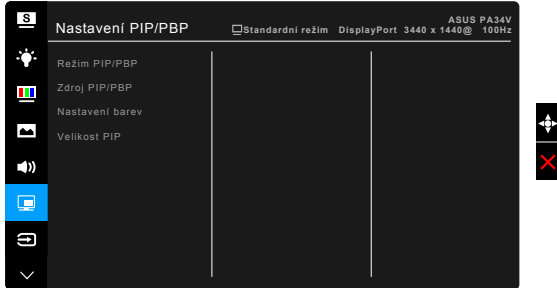 S
ASUS PA34V
Nastavení PIP/PBP
Standardní režim DisplayPort 3440 x 1440@ 100Hz
Režim PIP/PBP
Zdroj PIP/PBP
Nastavení barev
Velikost PIP